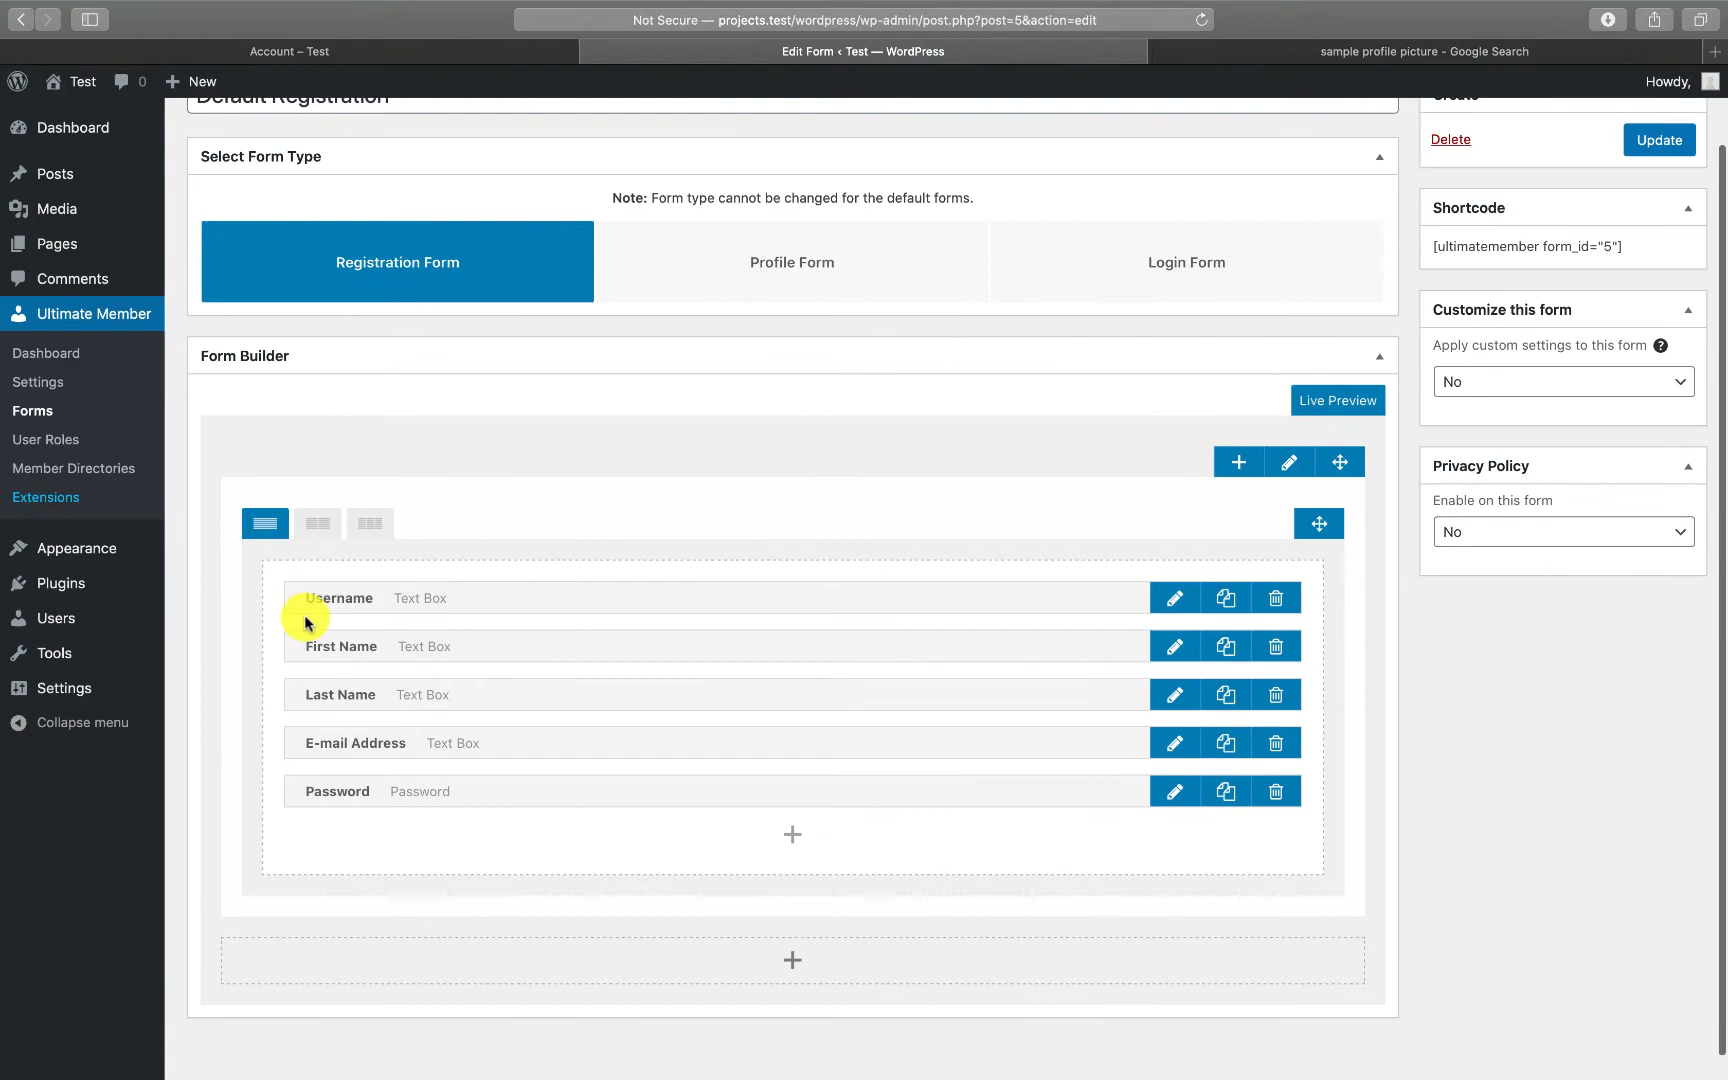 Not Secure — projects.test/wordpress/wp-admin/post.php?post=5&action=edit
Account – Test
Edit Form ‹ Test — WordPress
sample profile picture - Google Search
Test
0
New
Howdy,
Dashboard
Posts
Media
Pages
Comments
Ultimate Member
Dashboard
Settings
Forms
User Roles
Member Directories
Extensions
Appearance
Plugins
Users
Tools
Settings
Collapse menu
Default Registration
Select Form Type
Note: Form type cannot be changed for the default forms.
Registration Form
Profile Form
Login Form
Form Builder
Live Preview
Username Text Box
First Name Text Box
Last Name Text Box
E-mail Address Text Box
Password Password
Create
Delete
Update
Shortcode
[ultimatemember form_id="5"]
Customize this form
Apply custom settings to this form
No
Privacy Policy
Enable on this form
No